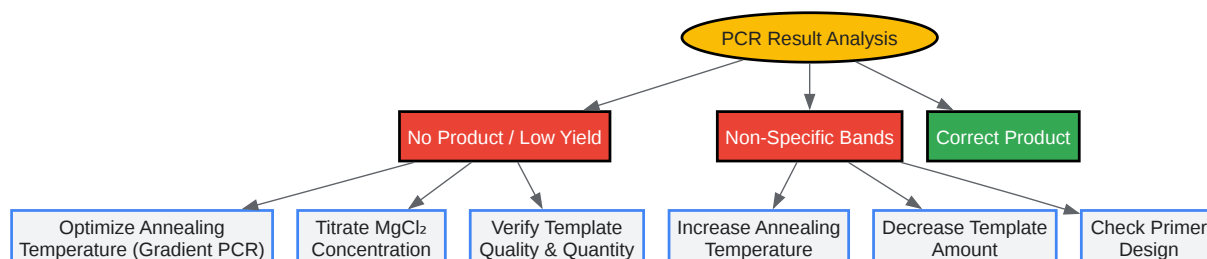 PCR Result Analysis
No Product / Low Yield
Non-Specific Bands
Correct Product
Optimize Annealing
Temperature (Gradient PCR)
Titrate MgCl₂
Concentration
Verify Template
Quality & Quantity
Increase Annealing
Temperature
Decrease Template
Amount
Check Primer
Design